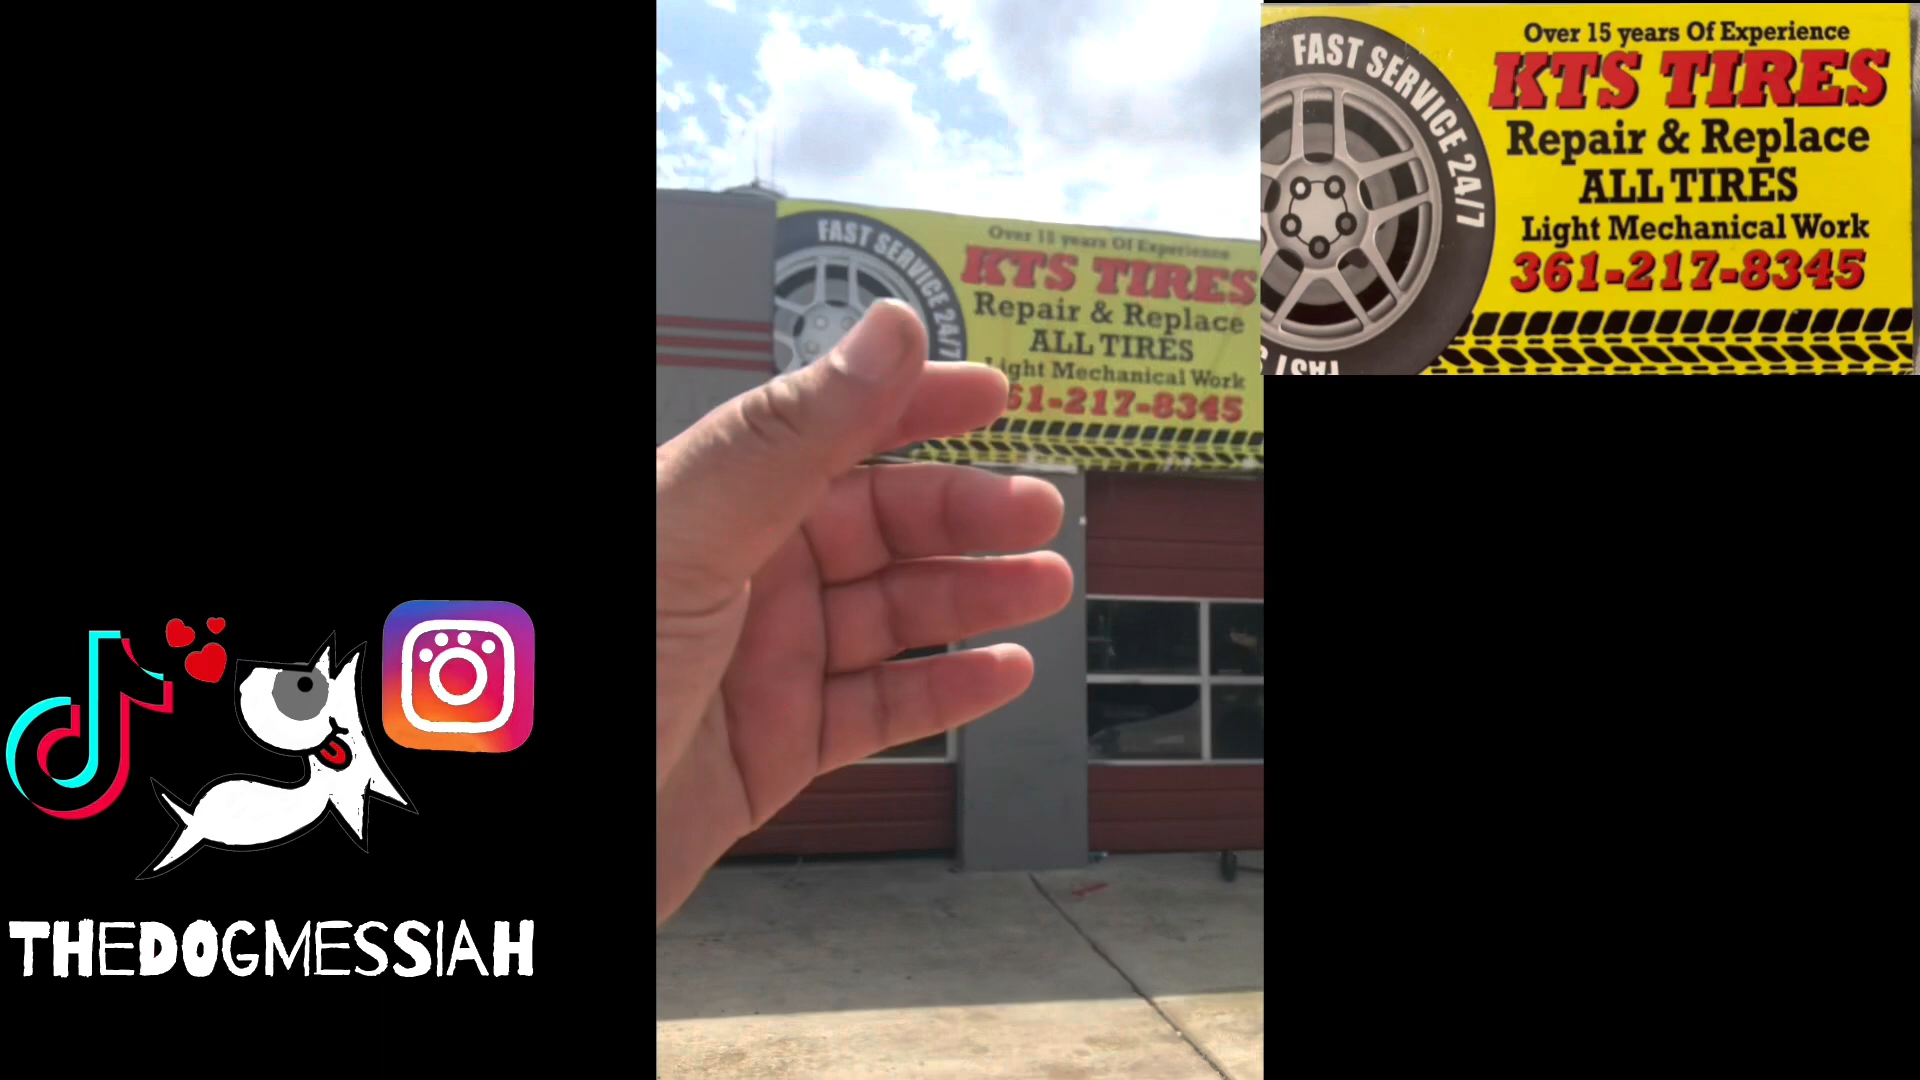 THEDOGMESSIAH
FAST SERVICE 24/7
Over 15 years Of Experience
KTS TIRES
Repair & Replace
ALL TIRES
Light Mechanical Work
61-217-8345
FAST SERVICE 24/7
Over 15 years Of Experience
KTS TIRES
Repair & Replace
ALL TIRES
Light Mechanical Work
361-217-8345
FAST S